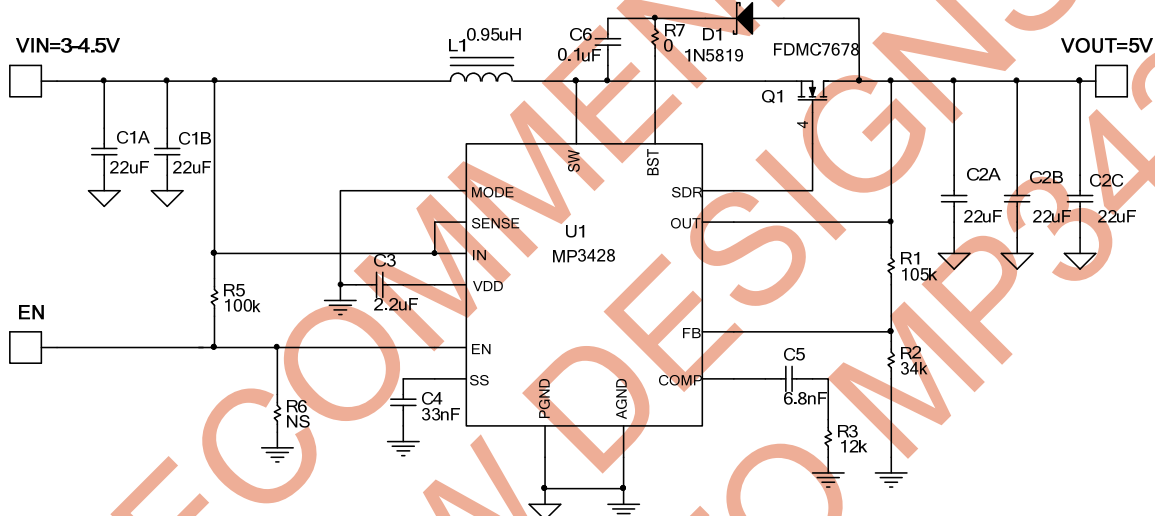 VIN=3-4.5V
L1
0.95uH
C6
0.1uF
R7
0
D1
1N5819
FDMC7678
VOUT=5V
Q1
4
C1A
22uF
C1B
22uF
SW
BST
MODE
SENSE
IN
VDD
EN
SS
PGND
AGND
U1
MP3428
SDR
OUT
FB
COMP
C2A
22uF
C2B
22uF
C2C
22uF
R1
105k
C3
2.2uF
R5
100k
EN
R2
34k
C5
6.8nF
R6
NS
C4
33nF
R3
12k
ECOMMEN
W DESIGNS
O MP342